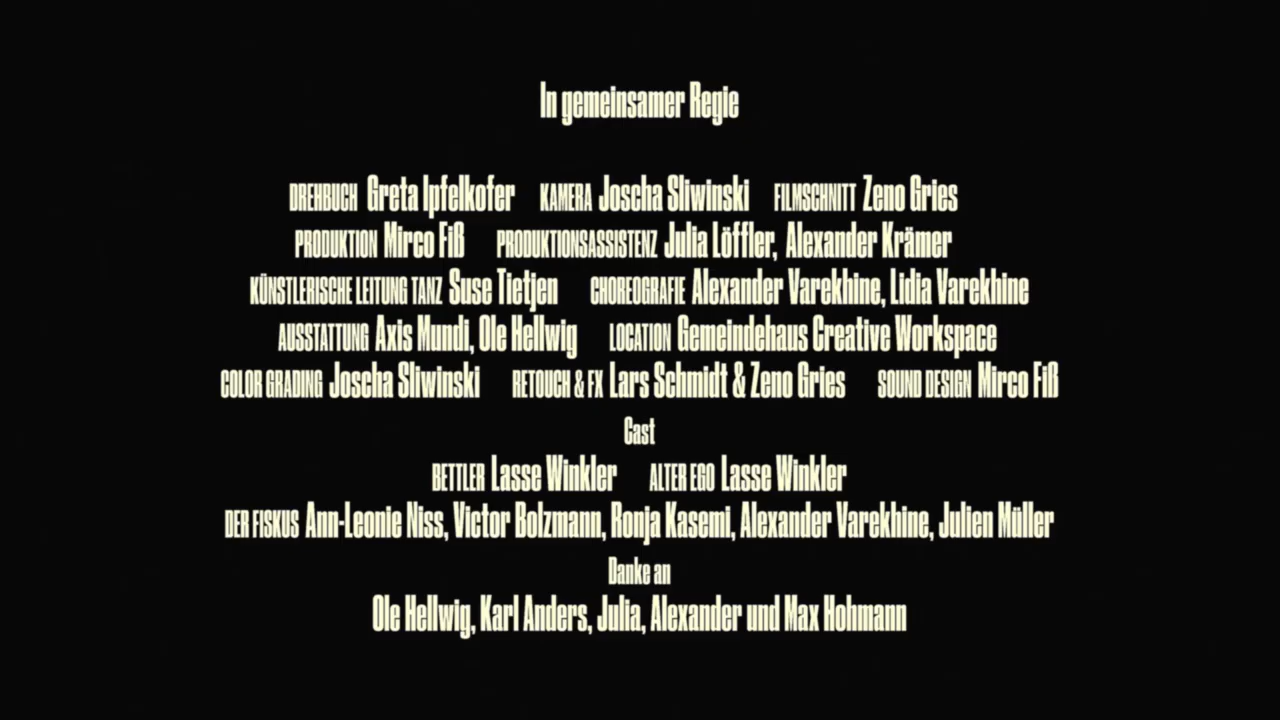 In gemeinsamer Regie
DREHBUCH Greta Ipfelkofer KAMERA Joscha Sliwinski FILMSCHNITT Zeno Gries
PRODUKTION Mirco Fiß PRODUKTIONSASSISTENZ Julia Löffler, Alexander Krämer
KÜNSTLERISCHE LEITUNG TANZ Suse Tietjen CHOREOGRAFIE Alexander Varekhine, Lidia Varekhine
AUSSTATTUNG Axis Mundi, Ole Hellwig LOCATION Gemeindehaus Creative Workspace
COLOR GRADING Joscha Sliwinski RETOUCH & FX Lars Schmidt & Zeno Gries SOUND DESIGN Mirco Fiß
Cast
BETTLER Lasse Winkler ALTER EGO Lasse Winkler
DER FISKUS Ann-Leonie Niss, Victor Bolzmann, Ronja Kasemi, Alexander Varekhine, Julien Müller
Danke an
Ole Hellwig, Karl Anders, Julia, Alexander und Max Hohmann